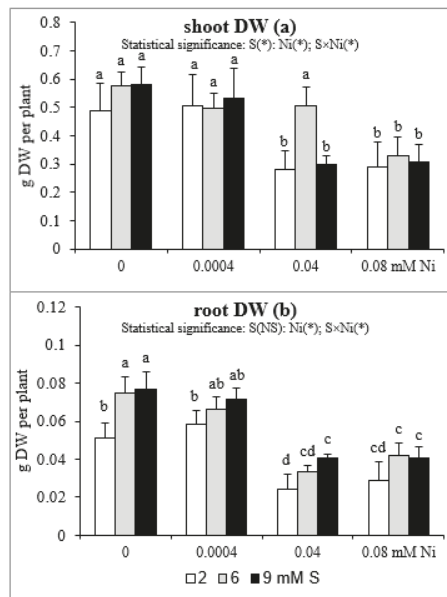 shoot DW (a)
Statistical significance: S(*): Ni(*); S×Ni(*)
g DW per plant
0.8
0.7
0.6
0.5
0.4
0.3
0.2
0.1
0
a a a
a a a
b a b
b b b
0 0.0004 0.04 0.08 mM Ni
root DW (b)
Statistical significance: S(NS): Ni(*); S×Ni(*)
g DW per plant
0.12
0.1
0.08
0.06
0.04
0.02
0
b a a
b ab ab
d cd c
cd c c
0 0.0004 0.04 0.08 mM Ni
2 6 9 mM S